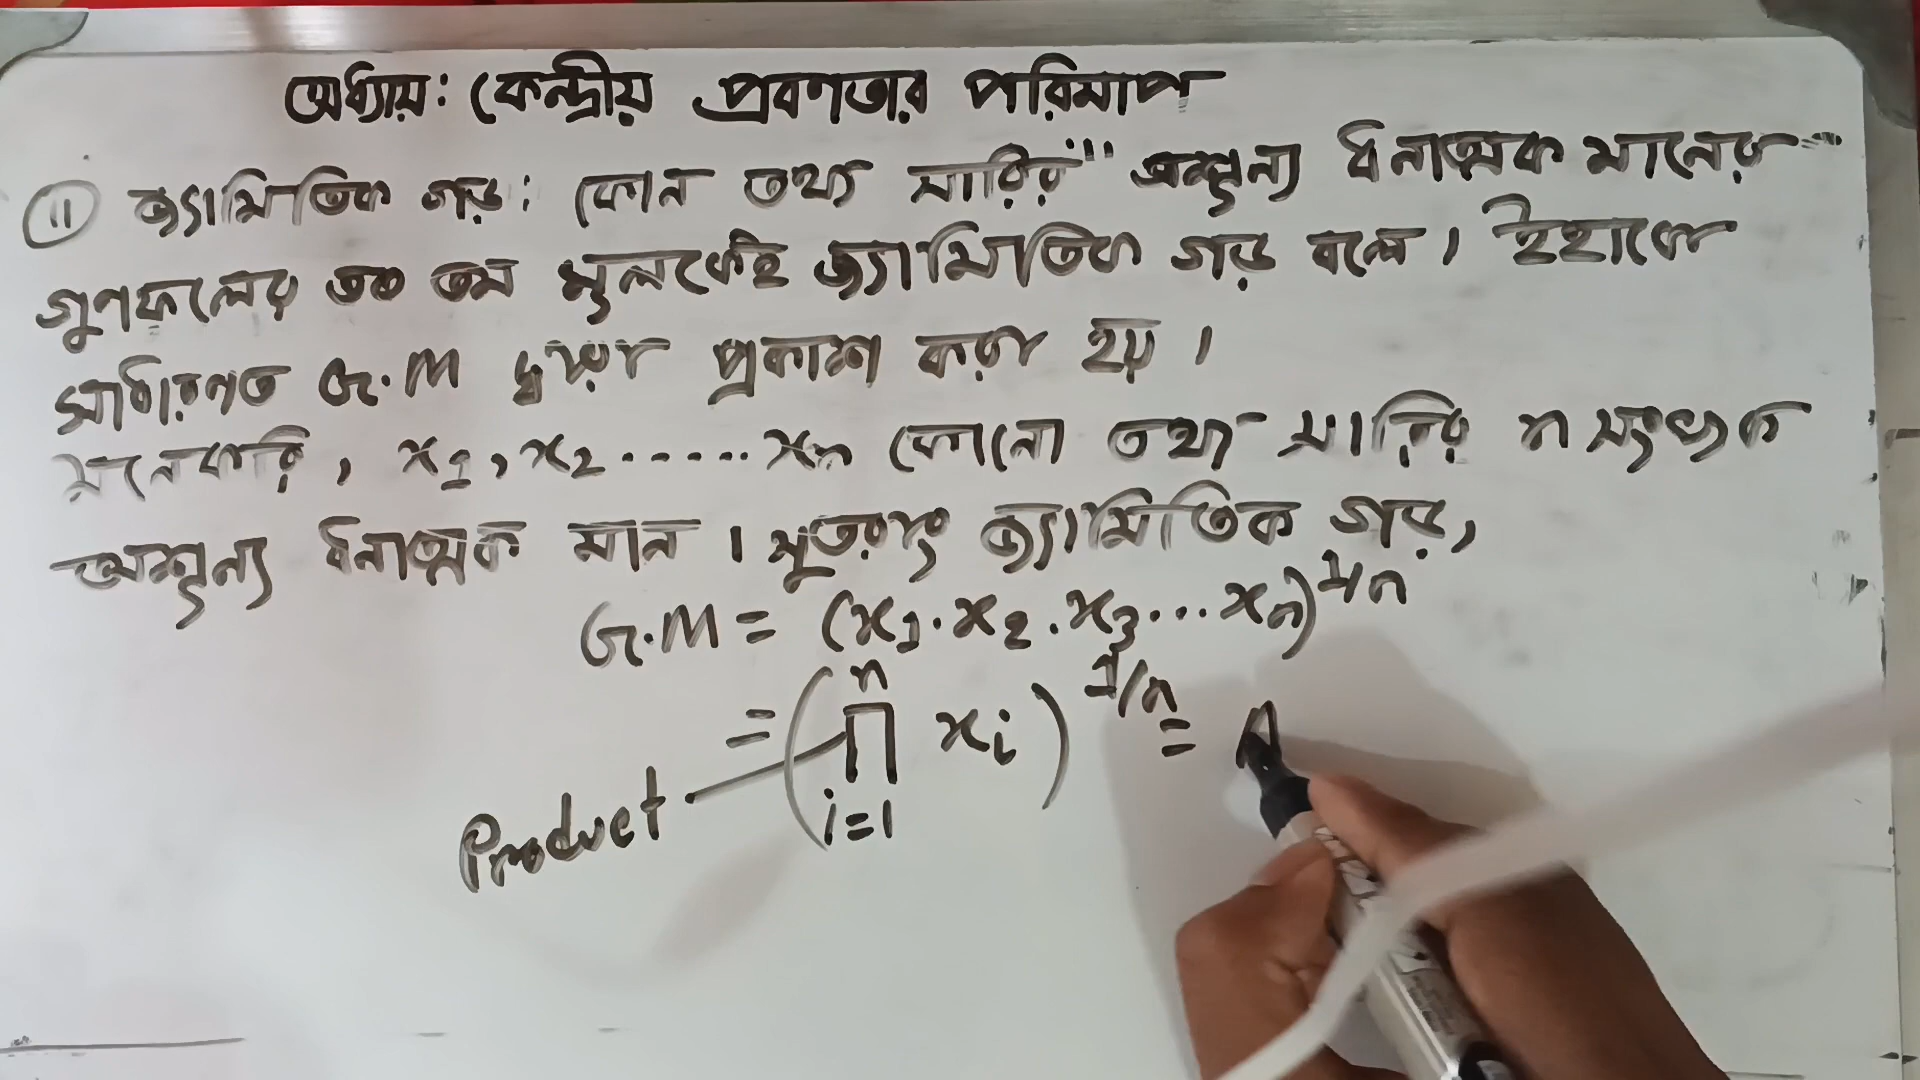 অধ্যায়: কেন্দ্রীয় প্রবণতার পরিমাপ
11 জ্যামিতিক গড়: কোন তথ্য সারির অশূন্য ধনাত্মক মানের
গুণফলের তত তম মূলকেই জ্যামিতিক গড় বলে। ইহাকে
সাধারণত G.M দ্বারা প্রকাশ করা হয়।
মনেকরি, x₁, x₂ ..... xₙ কোনো তথ্য সারির n সংখ্যক
অশূন্য ধনাত্মক মান। সুতরাং জ্যামিতিক গড়,
G.M = (x₁.x₂.x₃...xₙ)^1/n
= (∏ⁿᵢ₌₁ xᵢ)^1/n =
Product